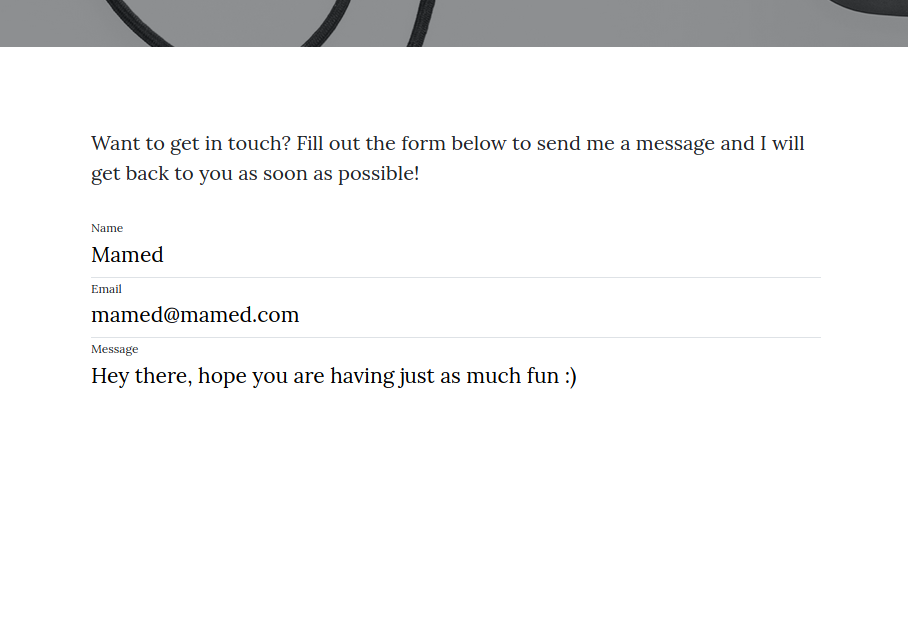 Want to get in touch? Fill out the form below to send me a message and I will
get back to you as soon as possible!
Name
Mamed
Email
mamed@mamed.com
Message
Hey there, hope you are having just as much fun :)